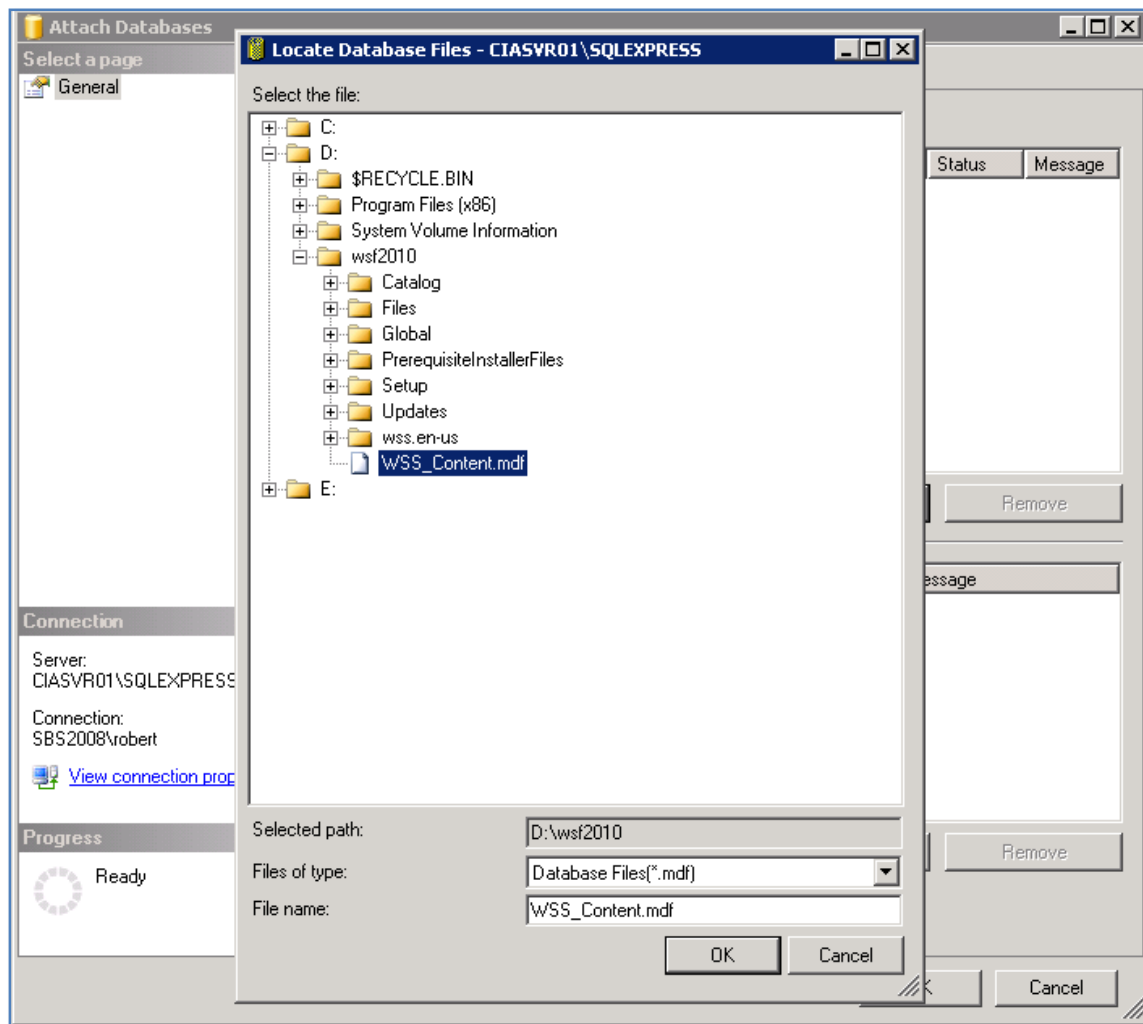 Attach Databases
Select a page
General
Status Message
Remove
Message
Connection
Server:
CIASVR01\SQLEXPRESS
Connection:
SBS2008\robert
View connection prop
Progress
Ready
Remove
Cancel
Locate Database Files - CIASVR01\SQLEXPRESS
Select the file:
C:
D:
$RECYCLE.BIN
Program Files (x86)
System Volume Information
wsf2010
Catalog
Files
Global
PrerequisiteInstallerFiles
Setup
Updates
wss.en-us
WSS_Content.mdf
E:
Selected path: D:\wsf2010
Files of type: Database Files(*.mdf)
File name: WSS_Content.mdf
OK Cancel